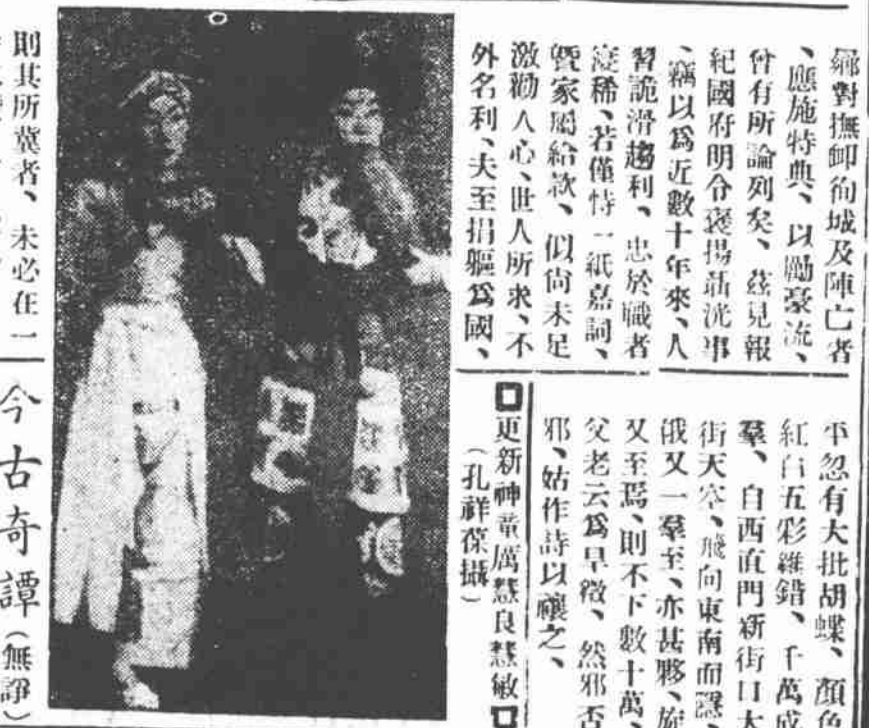 對撫卹徇城及陣亡者
、應施特典、以勵豪流、
曾有所論列矣、茲見報
紀國府明令褒揚聶洸事
、竊以爲近數十年來、人
習詭滑趨利、忠於職者
寖稀、若僅恃一紙嘉詞、
暨家屬給款、似尙未足
激勸人心、世人所求、不
外名利、夫至捐軀爲國、
則其所冀者、未必在一
平忽有大批胡蝶、顏色
紅白五彩雜錯、千萬成
羣、自西直門新街口大
街天空、飛向東南而隱、
俄又一羣至、亦甚夥、旋
又至焉、則不下數十萬、
父老云爲旱徵、然邪否
邪、姑作詩以禳之、
更新神童厲慧良慧敏
(孔祥葆攝)
今古奇譚(無諍)